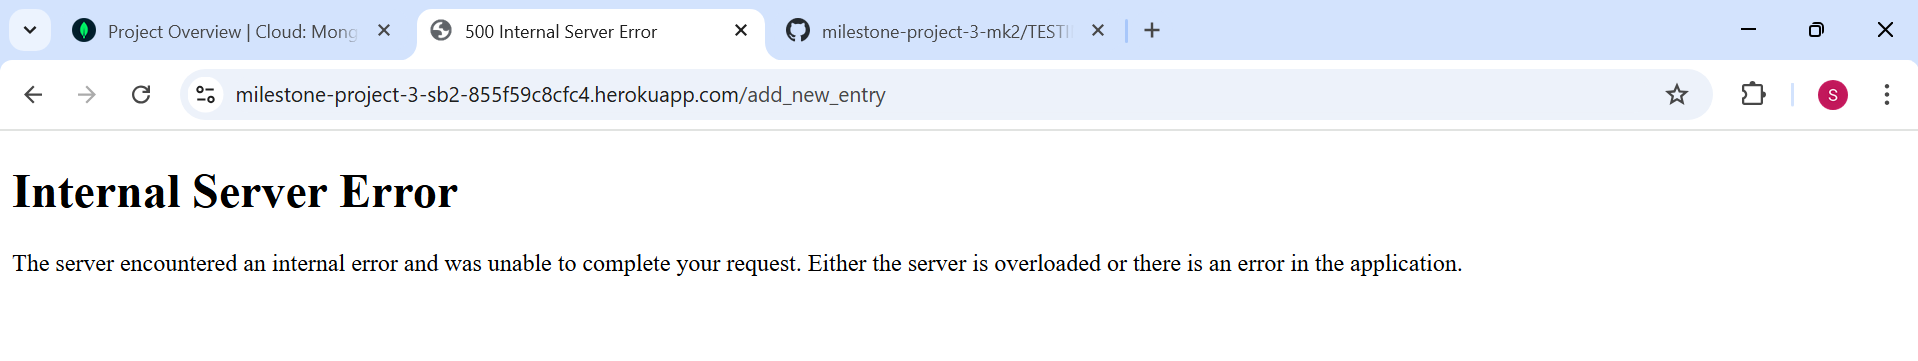 Project Overview | Cloud: Mong
500 Internal Server Error
milestone-project-3-mk2/TESTI
milestone-project-3-sb2-855f59c8cfc4.herokuapp.com/add_new_entry
S
Internal Server Error
The server encountered an internal error and was unable to complete your request. Either the server is overloaded or there is an error in the application.